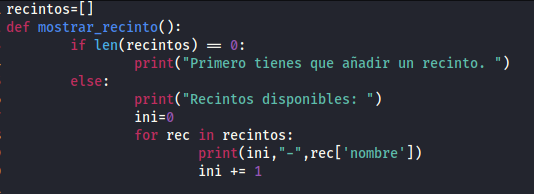 recintos=[]
def mostrar_recinto():
        if len(recintos) == 0:
                print("Primero tienes que añadir un recinto. ")
        else:
                print("Recintos disponibles: ")
                ini=0
                for rec in recintos:
                        print(ini,"-",rec['nombre'])
                        ini += 1